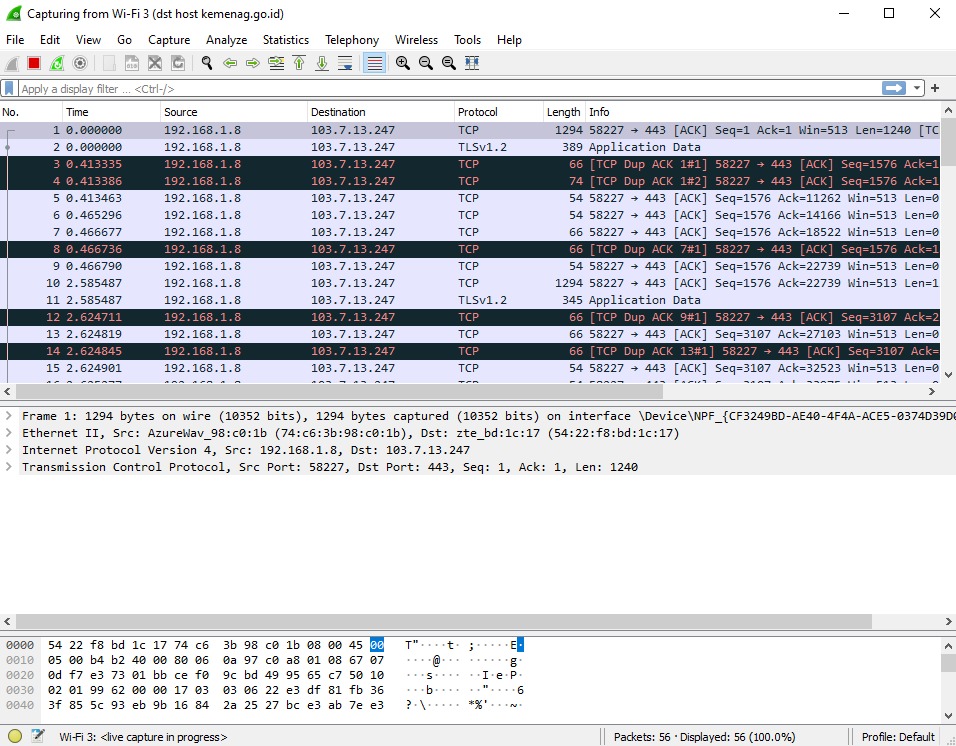 Capturing from Wi-Fi 3 (dst host kemenag.go.id)
File Edit View Go Capture Analyze Statistics Telephony Wireless Tools Help
Apply a display filter ... <Ctrl-/>
No. Time Source Destination Protocol Length Info
1 0.000000 192.168.1.8 103.7.13.247 TCP 1294 58227 → 443 [ACK] Seq=1 Ack=1 Win=513 Len=1240 [TC
2 0.000000 192.168.1.8 103.7.13.247 TLSv1.2 389 Application Data
3 0.413335 192.168.1.8 103.7.13.247 TCP 66 [TCP Dup ACK 1#1] 58227 → 443 [ACK] Seq=1576 Ack=1
4 0.413386 192.168.1.8 103.7.13.247 TCP 74 [TCP Dup ACK 1#2] 58227 → 443 [ACK] Seq=1576 Ack=1
5 0.413463 192.168.1.8 103.7.13.247 TCP 54 58227 → 443 [ACK] Seq=1576 Ack=11262 Win=513 Len=0
6 0.465296 192.168.1.8 103.7.13.247 TCP 54 58227 → 443 [ACK] Seq=1576 Ack=14166 Win=513 Len=0
7 0.466677 192.168.1.8 103.7.13.247 TCP 66 58227 → 443 [ACK] Seq=1576 Ack=18522 Win=513 Len=0
8 0.466736 192.168.1.8 103.7.13.247 TCP 66 [TCP Dup ACK 7#1] 58227 → 443 [ACK] Seq=1576 Ack=1
9 0.466790 192.168.1.8 103.7.13.247 TCP 54 58227 → 443 [ACK] Seq=1576 Ack=22739 Win=513 Len=0
10 2.585487 192.168.1.8 103.7.13.247 TCP 1294 58227 → 443 [ACK] Seq=1576 Ack=22739 Win=513 Len=1
11 2.585487 192.168.1.8 103.7.13.247 TLSv1.2 345 Application Data
12 2.624711 192.168.1.8 103.7.13.247 TCP 66 [TCP Dup ACK 9#1] 58227 → 443 [ACK] Seq=3107 Ack=2
13 2.624819 192.168.1.8 103.7.13.247 TCP 66 58227 → 443 [ACK] Seq=3107 Ack=27103 Win=513 Len=0
14 2.624845 192.168.1.8 103.7.13.247 TCP 66 [TCP Dup ACK 13#1] 58227 → 443 [ACK] Seq=3107 Ack=
15 2.624901 192.168.1.8 103.7.13.247 TCP 54 58227 → 443 [ACK] Seq=3107 Ack=32523 Win=513 Len=0
Frame 1: 1294 bytes on wire (10352 bits), 1294 bytes captured (10352 bits) on interface \Device\NPF_{CF3249BD-AE40-4F4A-ACE5-0374D39D0
Ethernet II, Src: AzureWav_98:c0:1b (74:c6:3b:98:c0:1b), Dst: zte_bd:1c:17 (54:22:f8:bd:1c:17)
Internet Protocol Version 4, Src: 192.168.1.8, Dst: 103.7.13.247
Transmission Control Protocol, Src Port: 58227, Dst Port: 443, Seq: 1, Ack: 1, Len: 1240
0000 54 22 f8 bd 1c 17 74 c6 3b 98 c0 1b 08 00 45 00 T"····t· ;·····E·
0010 05 00 b4 b2 40 00 80 06 0a 97 c0 a8 01 08 67 07 ····@··· ······g·
0020 0d f7 e3 73 01 bb ce f0 9c bd 49 95 65 c7 50 10 ···s···· ··I·e·P·
0030 02 01 99 62 00 00 17 03 03 06 22 e3 df 81 fb 36 ···b···· ··"····6
0040 3f 85 5c 93 eb 9b 16 84 2a 25 27 bc e3 ab 7e e3 ?·\····· *%'···~·
Wi-Fi 3: <live capture in progress> Packets: 56 · Displayed: 56 (100.0%) Profile: Default